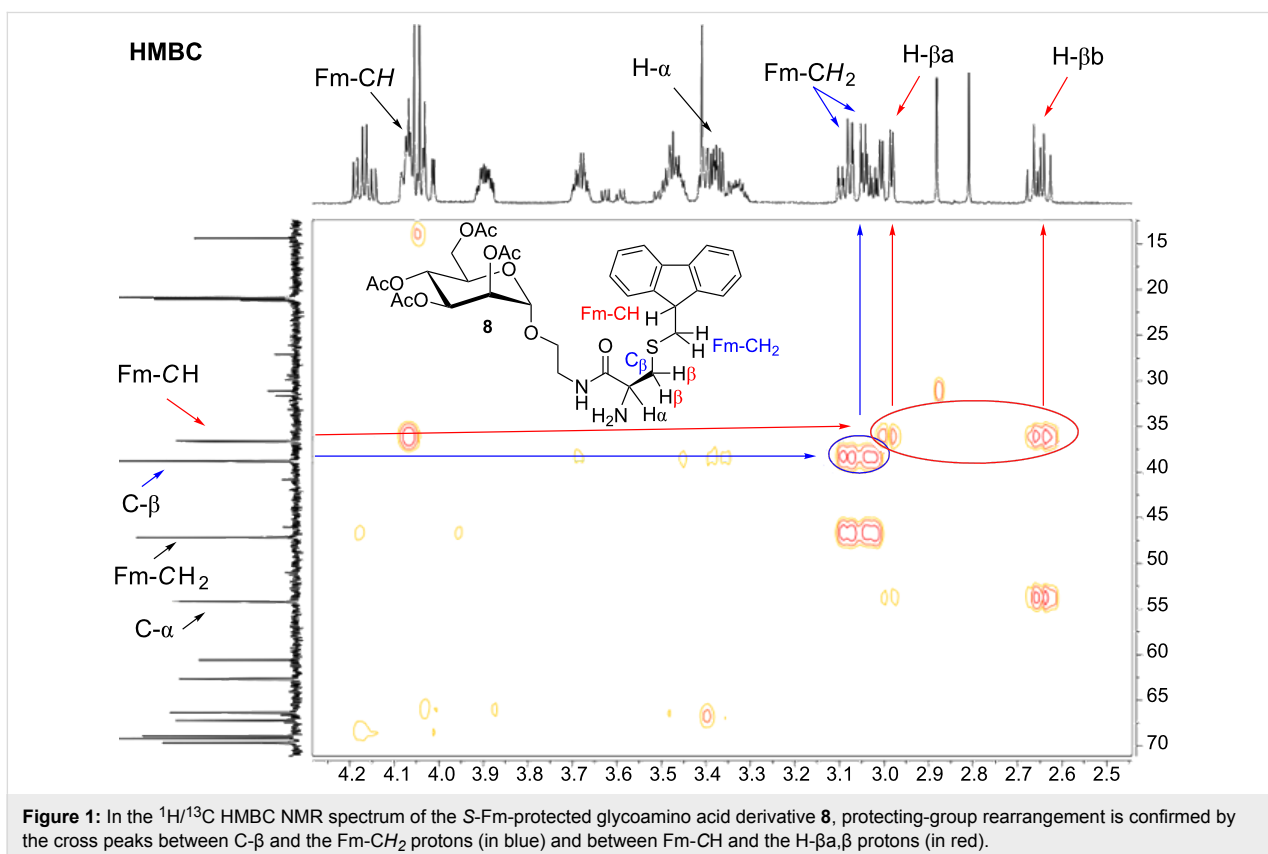 HMBC
Fm-CH
H-α
Fm-CH2
H-βa
H-βb
OAc
OAc
AcO
AcO
O
8
O
O
N
H
H2N
Hα
Fm-CH
H
H
H
Fm-CH2
S
Cβ
Hβ
Hβ
Fm-CH
C-β
Fm-CH2
C-α
15
20
25
30
35
40
45
50
55
60
65
70
4.2 4.1 4.0 3.9 3.8 3.7 3.6 3.5 3.4 3.3 3.2 3.1 3.0 2.9 2.8 2.7 2.6 2.5
Figure 1: In the 1H/13C HMBC NMR spectrum of the S-Fm-protected glycoamino acid derivative 8, protecting-group rearrangement is confirmed by
the cross peaks between C-β and the Fm-CH2 protons (in blue) and between Fm-CH and the H-βa,β protons (in red).